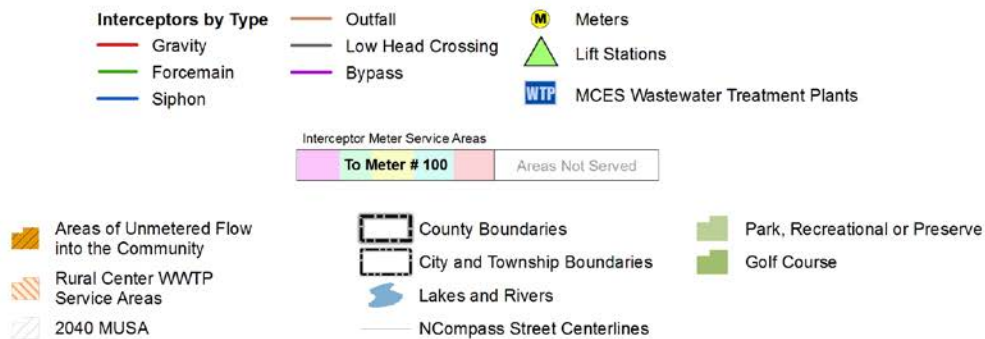 Interceptors by Type
Gravity
Forcemain
Siphon
Outfall
Low Head Crossing
Bypass
M Meters
Lift Stations
WTP MCES Wastewater Treatment Plants
Interceptor Meter Service Areas
To Meter # 100
Areas Not Served
Areas of Unmetered Flow
into the Community
Rural Center WWTP
Service Areas
2040 MUSA
County Boundaries
City and Township Boundaries
Lakes and Rivers
NCompass Street Centerlines
Park, Recreational or Preserve
Golf Course